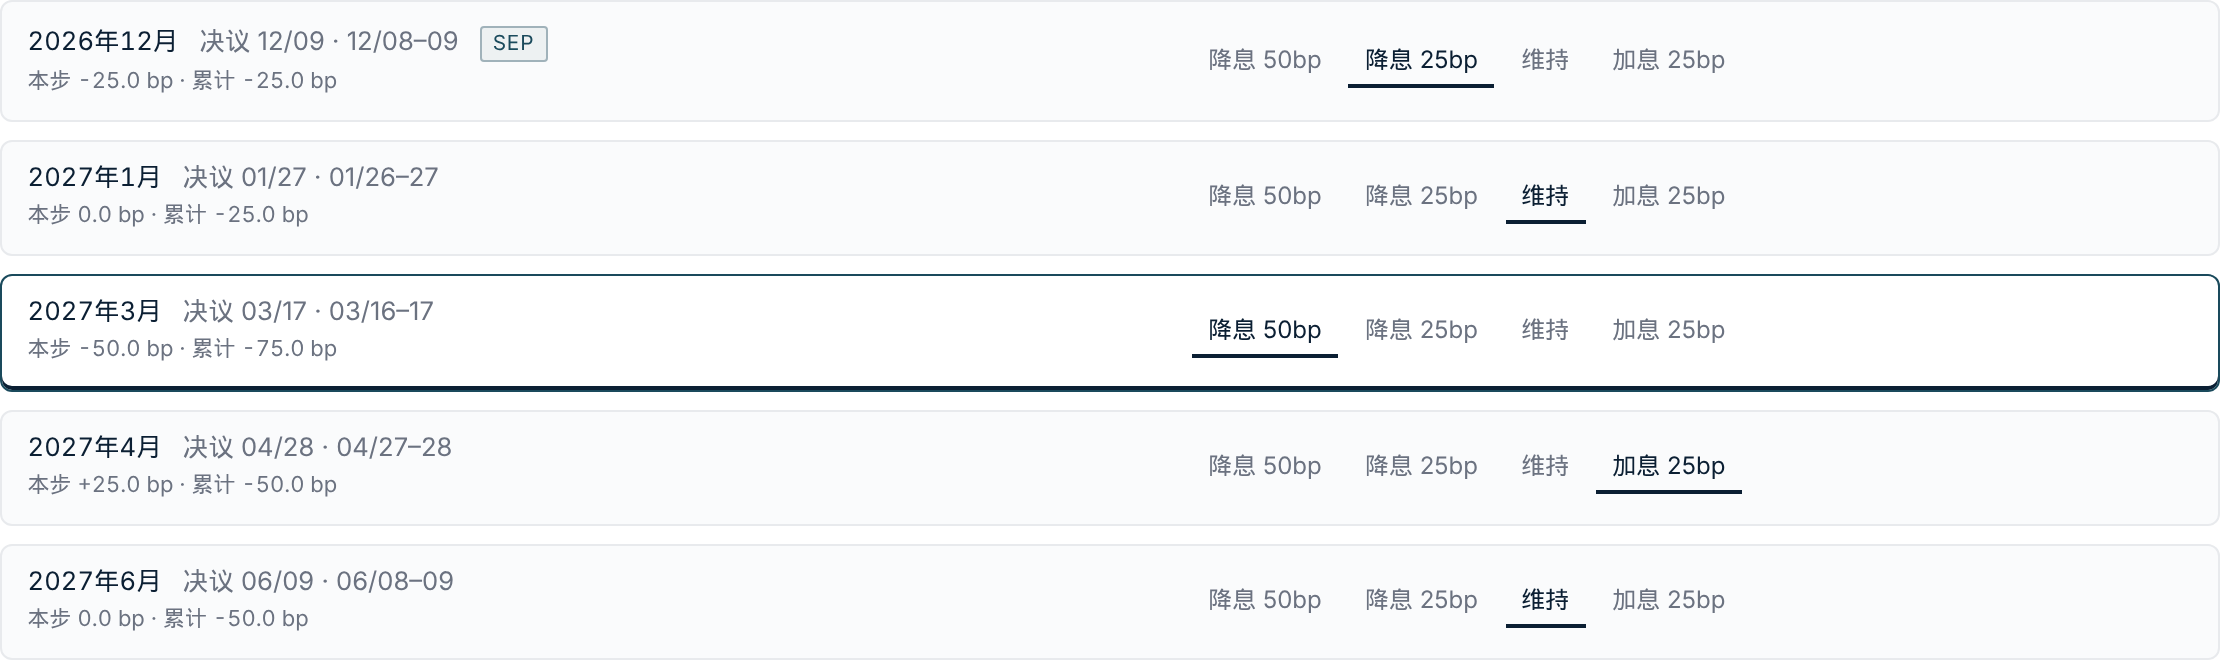 2026年12月 决议 12/09 · 12/08–09 SEP
本步 -25.0 bp · 累计 -25.0 bp
降息 50bp 降息 25bp 维持 加息 25bp
2027年1月 决议 01/27 · 01/26–27
本步 0.0 bp · 累计 -25.0 bp
降息 50bp 降息 25bp 维持 加息 25bp
2027年3月 决议 03/17 · 03/16–17
本步 -50.0 bp · 累计 -75.0 bp
降息 50bp 降息 25bp 维持 加息 25bp
2027年4月 决议 04/28 · 04/27–28
本步 +25.0 bp · 累计 -50.0 bp
降息 50bp 降息 25bp 维持 加息 25bp
2027年6月 决议 06/09 · 06/08–09
本步 0.0 bp · 累计 -50.0 bp
降息 50bp 降息 25bp 维持 加息 25bp